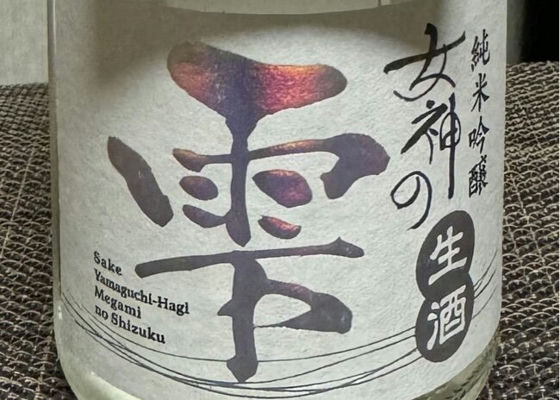 純米吟醸
女神の
雫
生酒
Sake
Yamaguchi-Hagi
Megami
no Shizuku